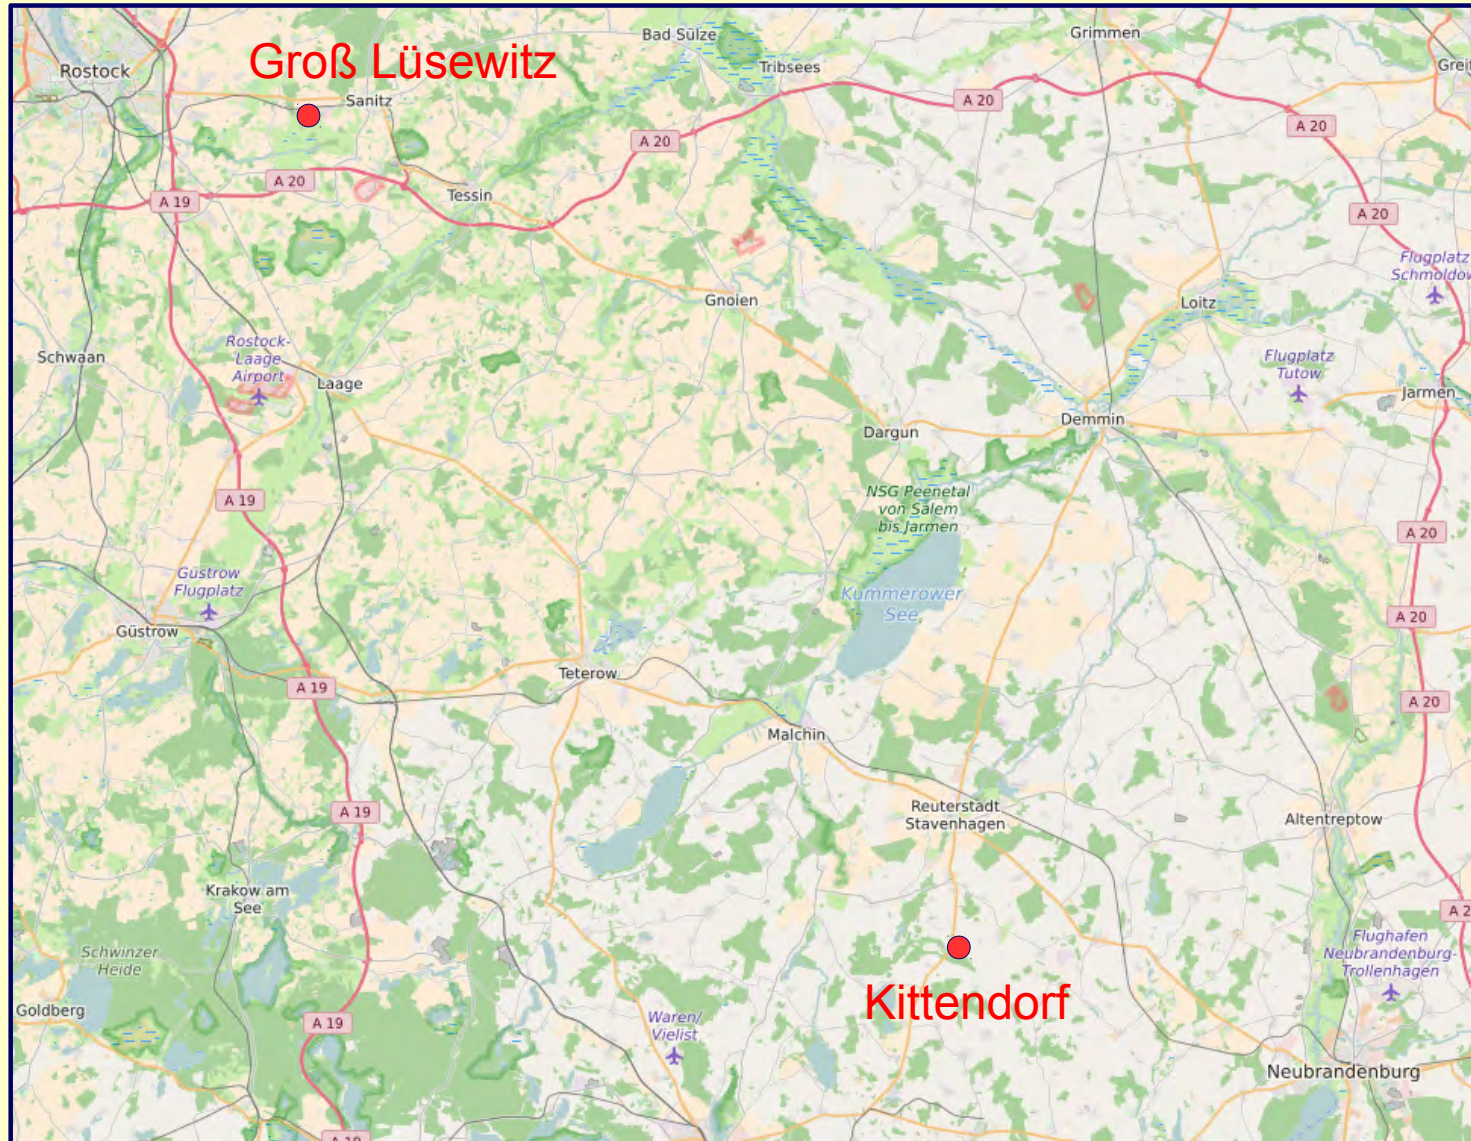 Groß Lüsewitz
Bad Sülze
Grimmen
Rostock
Tribsees
Sanitz
A 20
A 20
A 20
A 20
A 19
Tessin
A 20
Flugplatz
Gnoien
Loitz
Rostock-
Laage
Airport
Schwaan
Laage
Flugplatz
Tutow
Jarmen
Dargun
Demmin
A 19
NSG Peenetal
von Salem
bis Jarmen
A 20
Güstrow
Flugplatz
Kummerower
See
A 20
Güstrow
Teterow
A 19
A 20
Malchin
A 19
Reuterstadt
Stavenhagen
Altentreptow
Krakow am
See
Schwinzer
Heide
Flughafen
Neubrandenburg-
Trollenhagen
Goldberg
A 19
Waren/
Vielist
Kittendorf
Neubrandenburg
A 19